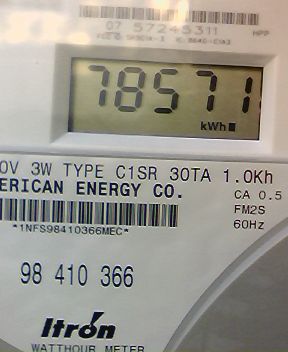 07 57245311
HPP
78571
kWh
0V 3W TYPE C1SR 30TA 1.0Kh
ERICAN ENERGY CO.
CA 0.5
FM2S
*1NFS98410366MEC*
60Hz
98 410 366
Itron
WATTHOUR METER